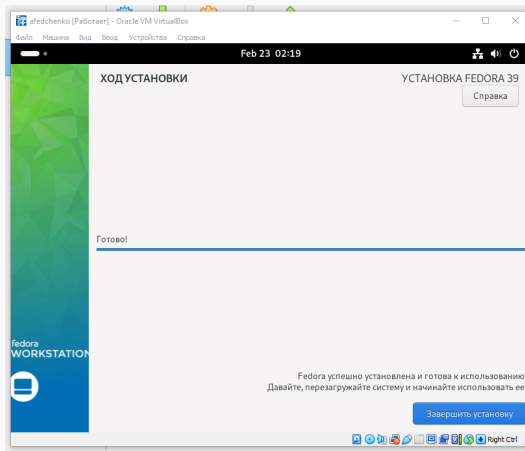 afedchenko [Работает] - Oracle VM VirtualBox
Файл Машина Вид Ввод Устройства Справка
Feb 23 02:19
ХОД УСТАНОВКИ
УСТАНОВКА FEDORA 39
Справка
Готово!
fedora
WORKSTATION
Fedora успешно установлена и готова к использованию
Давайте, перезагружайте систему и начинайте использовать ее
Завершить установку
Right Ctrl